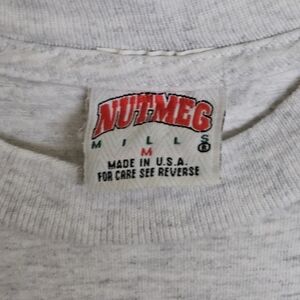 NUTMEG
MILLS®
M
MADE IN U.S.A.
FOR CARE SEE REVERSE